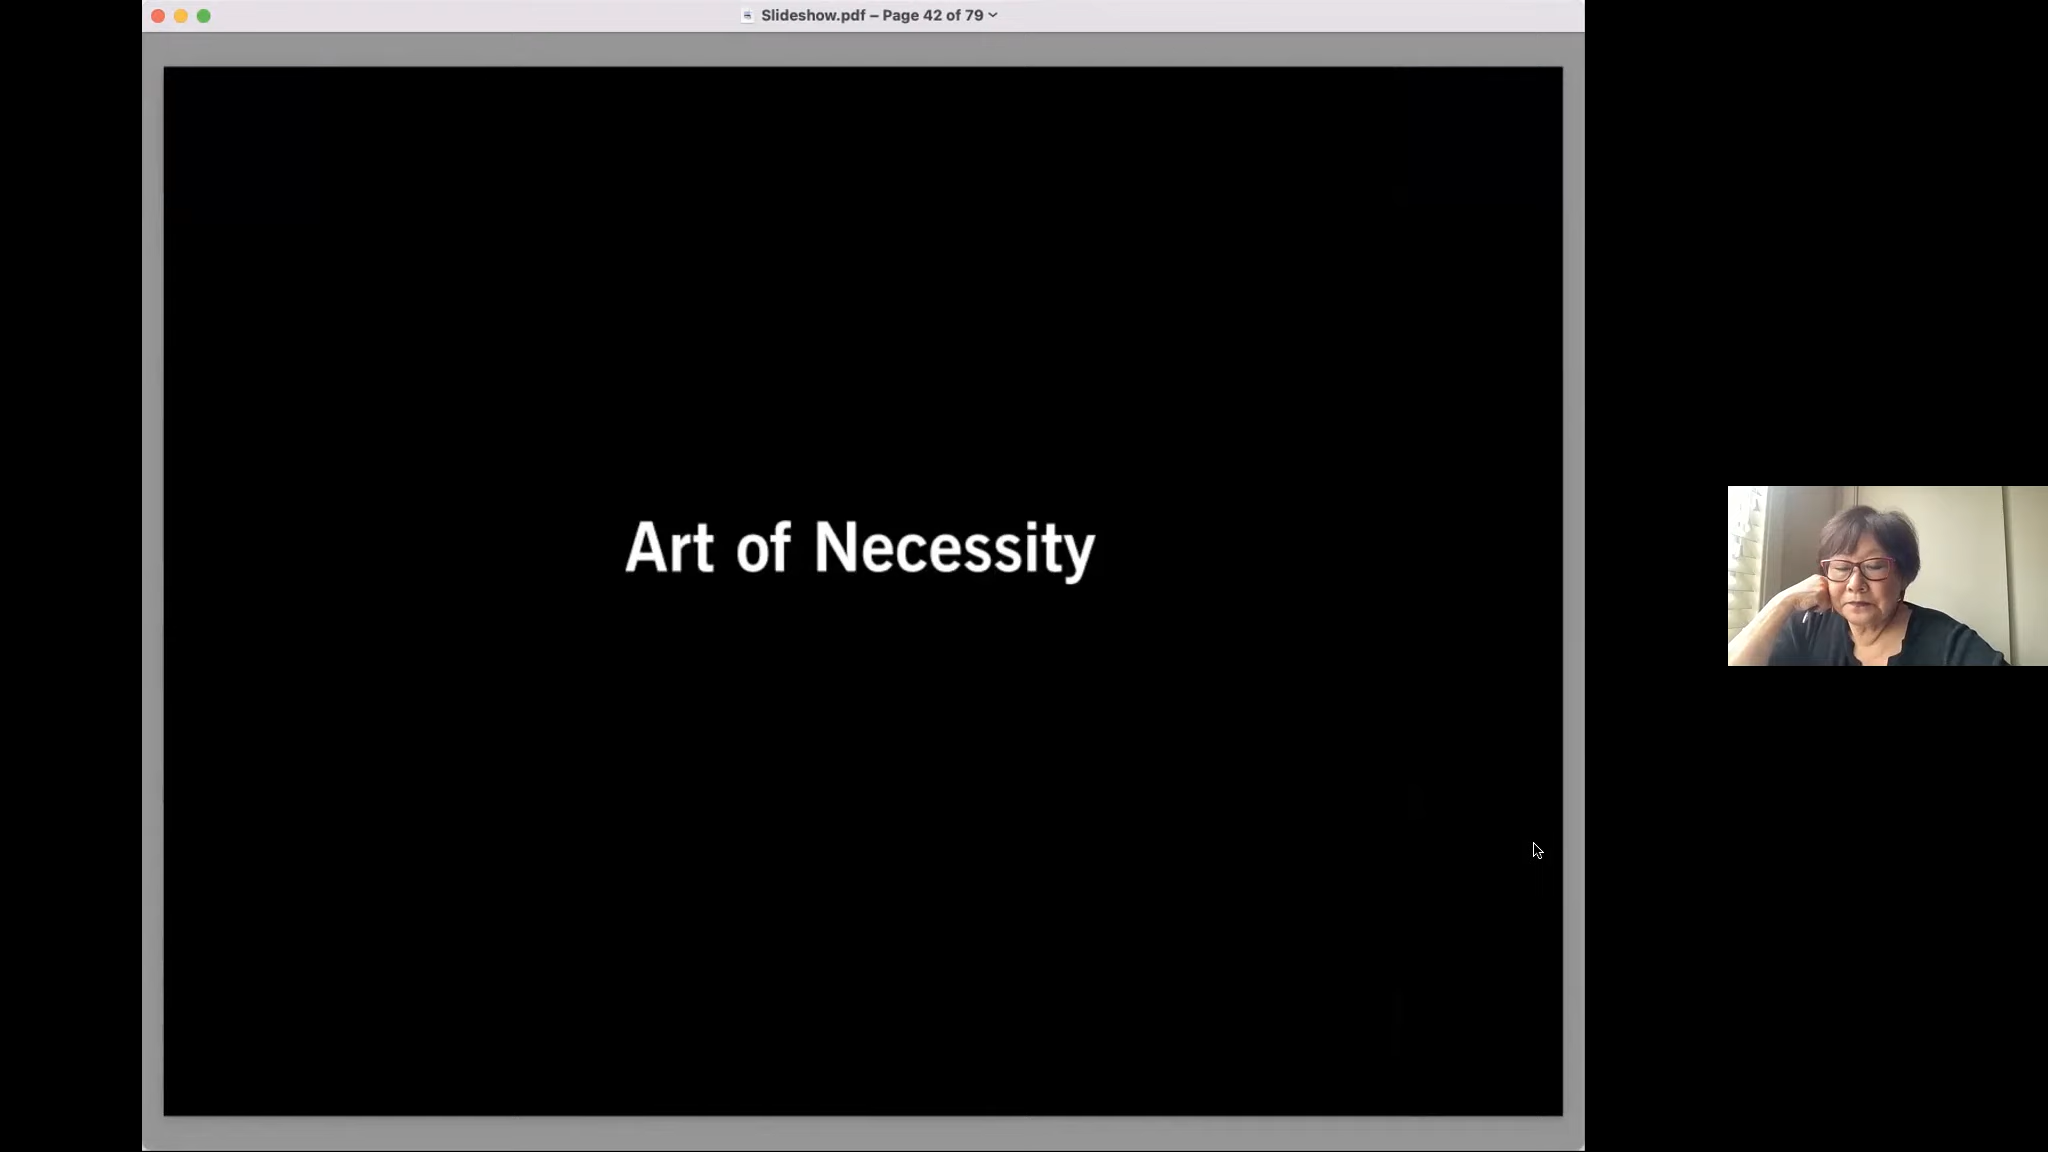 Slideshow.pdf – Page 42 of 79
Art of Necessity